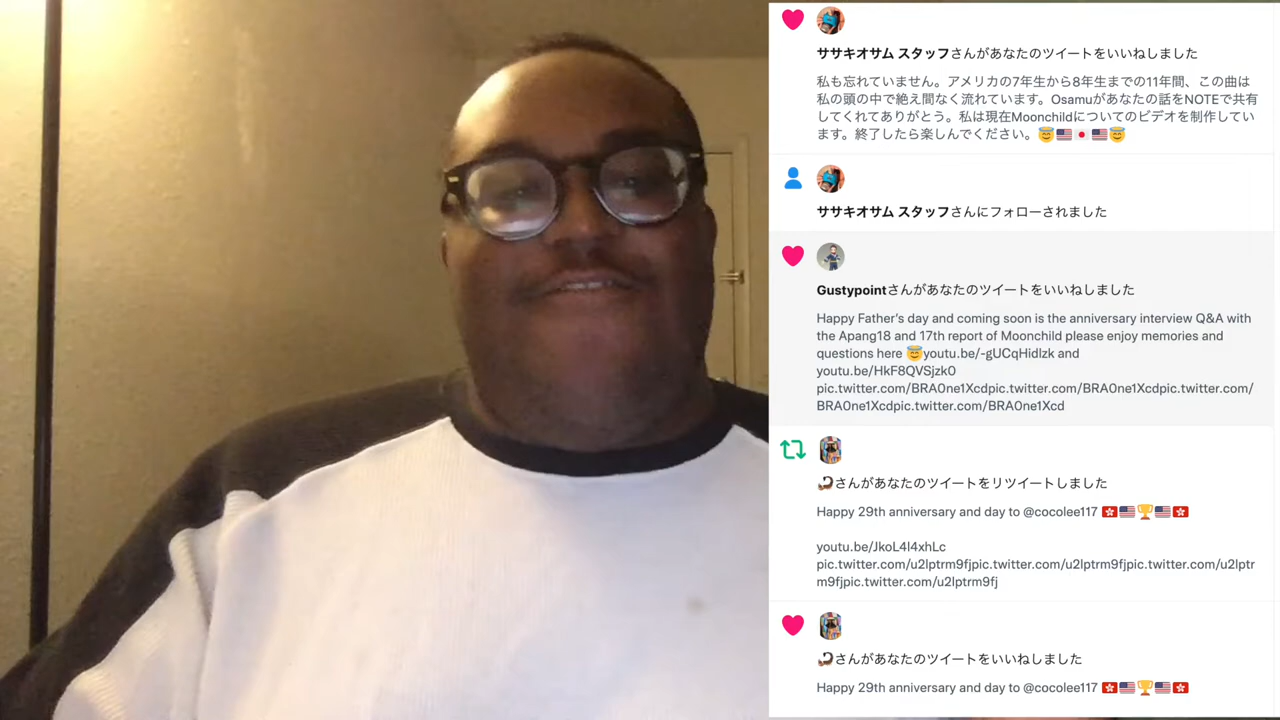 ササキオサム スタッフさんがあなたのツイートをいいねしました
私も忘れていません。アメリカの7年生から8年生までの11年間、この曲は
私の頭の中で絶え間なく流れています。Osamuがあなたの話をNOTEで共有
してくれてありがとう。私は現在Moonchildについてのビデオを制作してい
ます。終了したら楽しんでください。😇🇺🇸🇯🇵🇺🇸😇
ササキオサム スタッフさんにフォローされました
Gustypointさんがあなたのツイートをいいねしました
Happy Father's day and coming soon is the anniversary interview Q&A with
the Apang18 and 17th report of Moonchild please enjoy memories and
questions here 😇youtu.be/-gUCqHidlzk and
youtu.be/HkF8QVSjzk0
pic.twitter.com/BRA0ne1Xcdpic.twitter.com/BRA0ne1Xcdpic.twitter.com/
BRA0ne1Xcdpic.twitter.com/BRA0ne1Xcd
🦂さんがあなたのツイートをリツイートしました
Happy 29th anniversary and day to @cocolee117 🇭🇰🇺🇸🏆🇺🇸🇭🇰
youtu.be/JkoL4l4xhLc
pic.twitter.com/u2lptrm9fjpic.twitter.com/u2lptrm9fjpic.twitter.com/u2lptr
m9fjpic.twitter.com/u2lptrm9fj
🦂さんがあなたのツイートをいいねしました
Happy 29th anniversary and day to @cocolee117 🇭🇰🇺🇸🏆🇺🇸🇭🇰